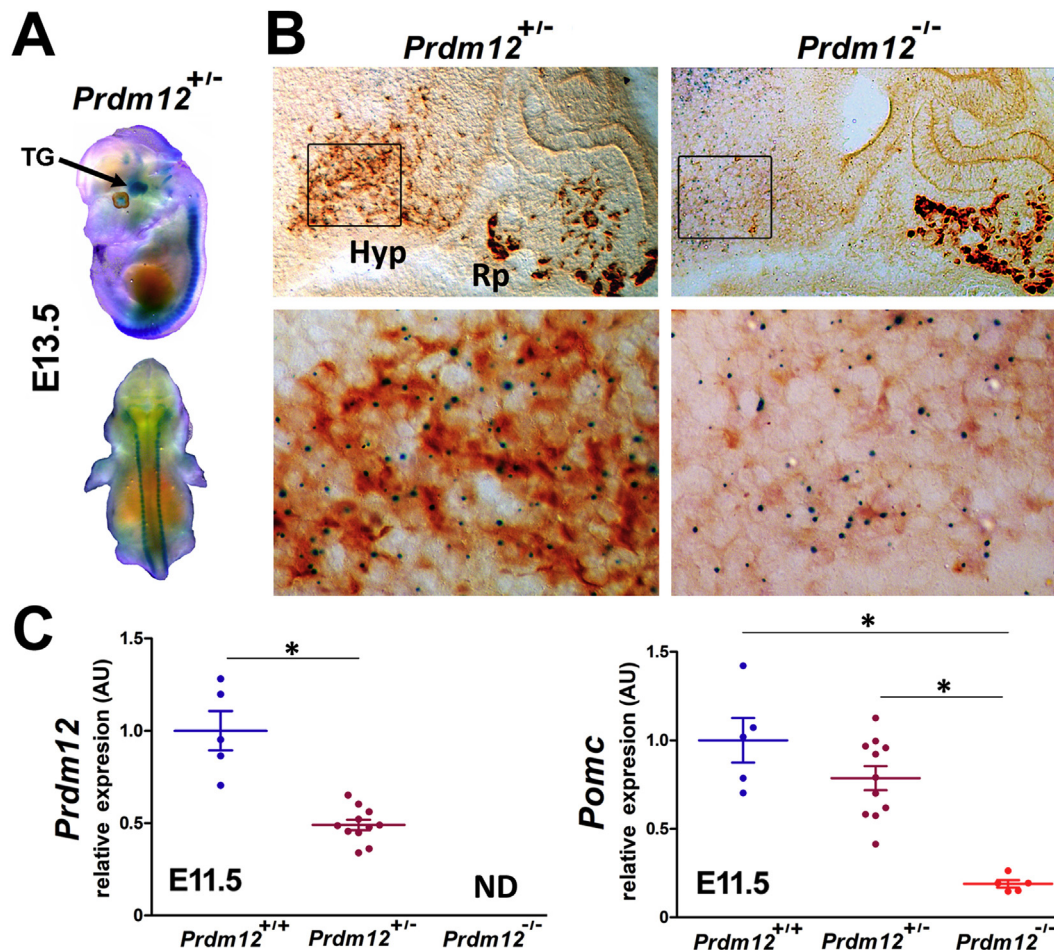 A
Prdm12+/-
TG
E13.5
B
Prdm12+/-
Prdm12-/-
Hyp
Rp
C
Prdm12
relative expression (AU)
1.5
1.0
0.5
0
*
E11.5
ND
Prdm12+/+
Prdm12+/-
Prdm12-/-
Pomc
relative expression (AU)
1.5
1.0
0.5
0
*
*
E11.5
Prdm12+/+
Prdm12+/-
Prdm12-/-